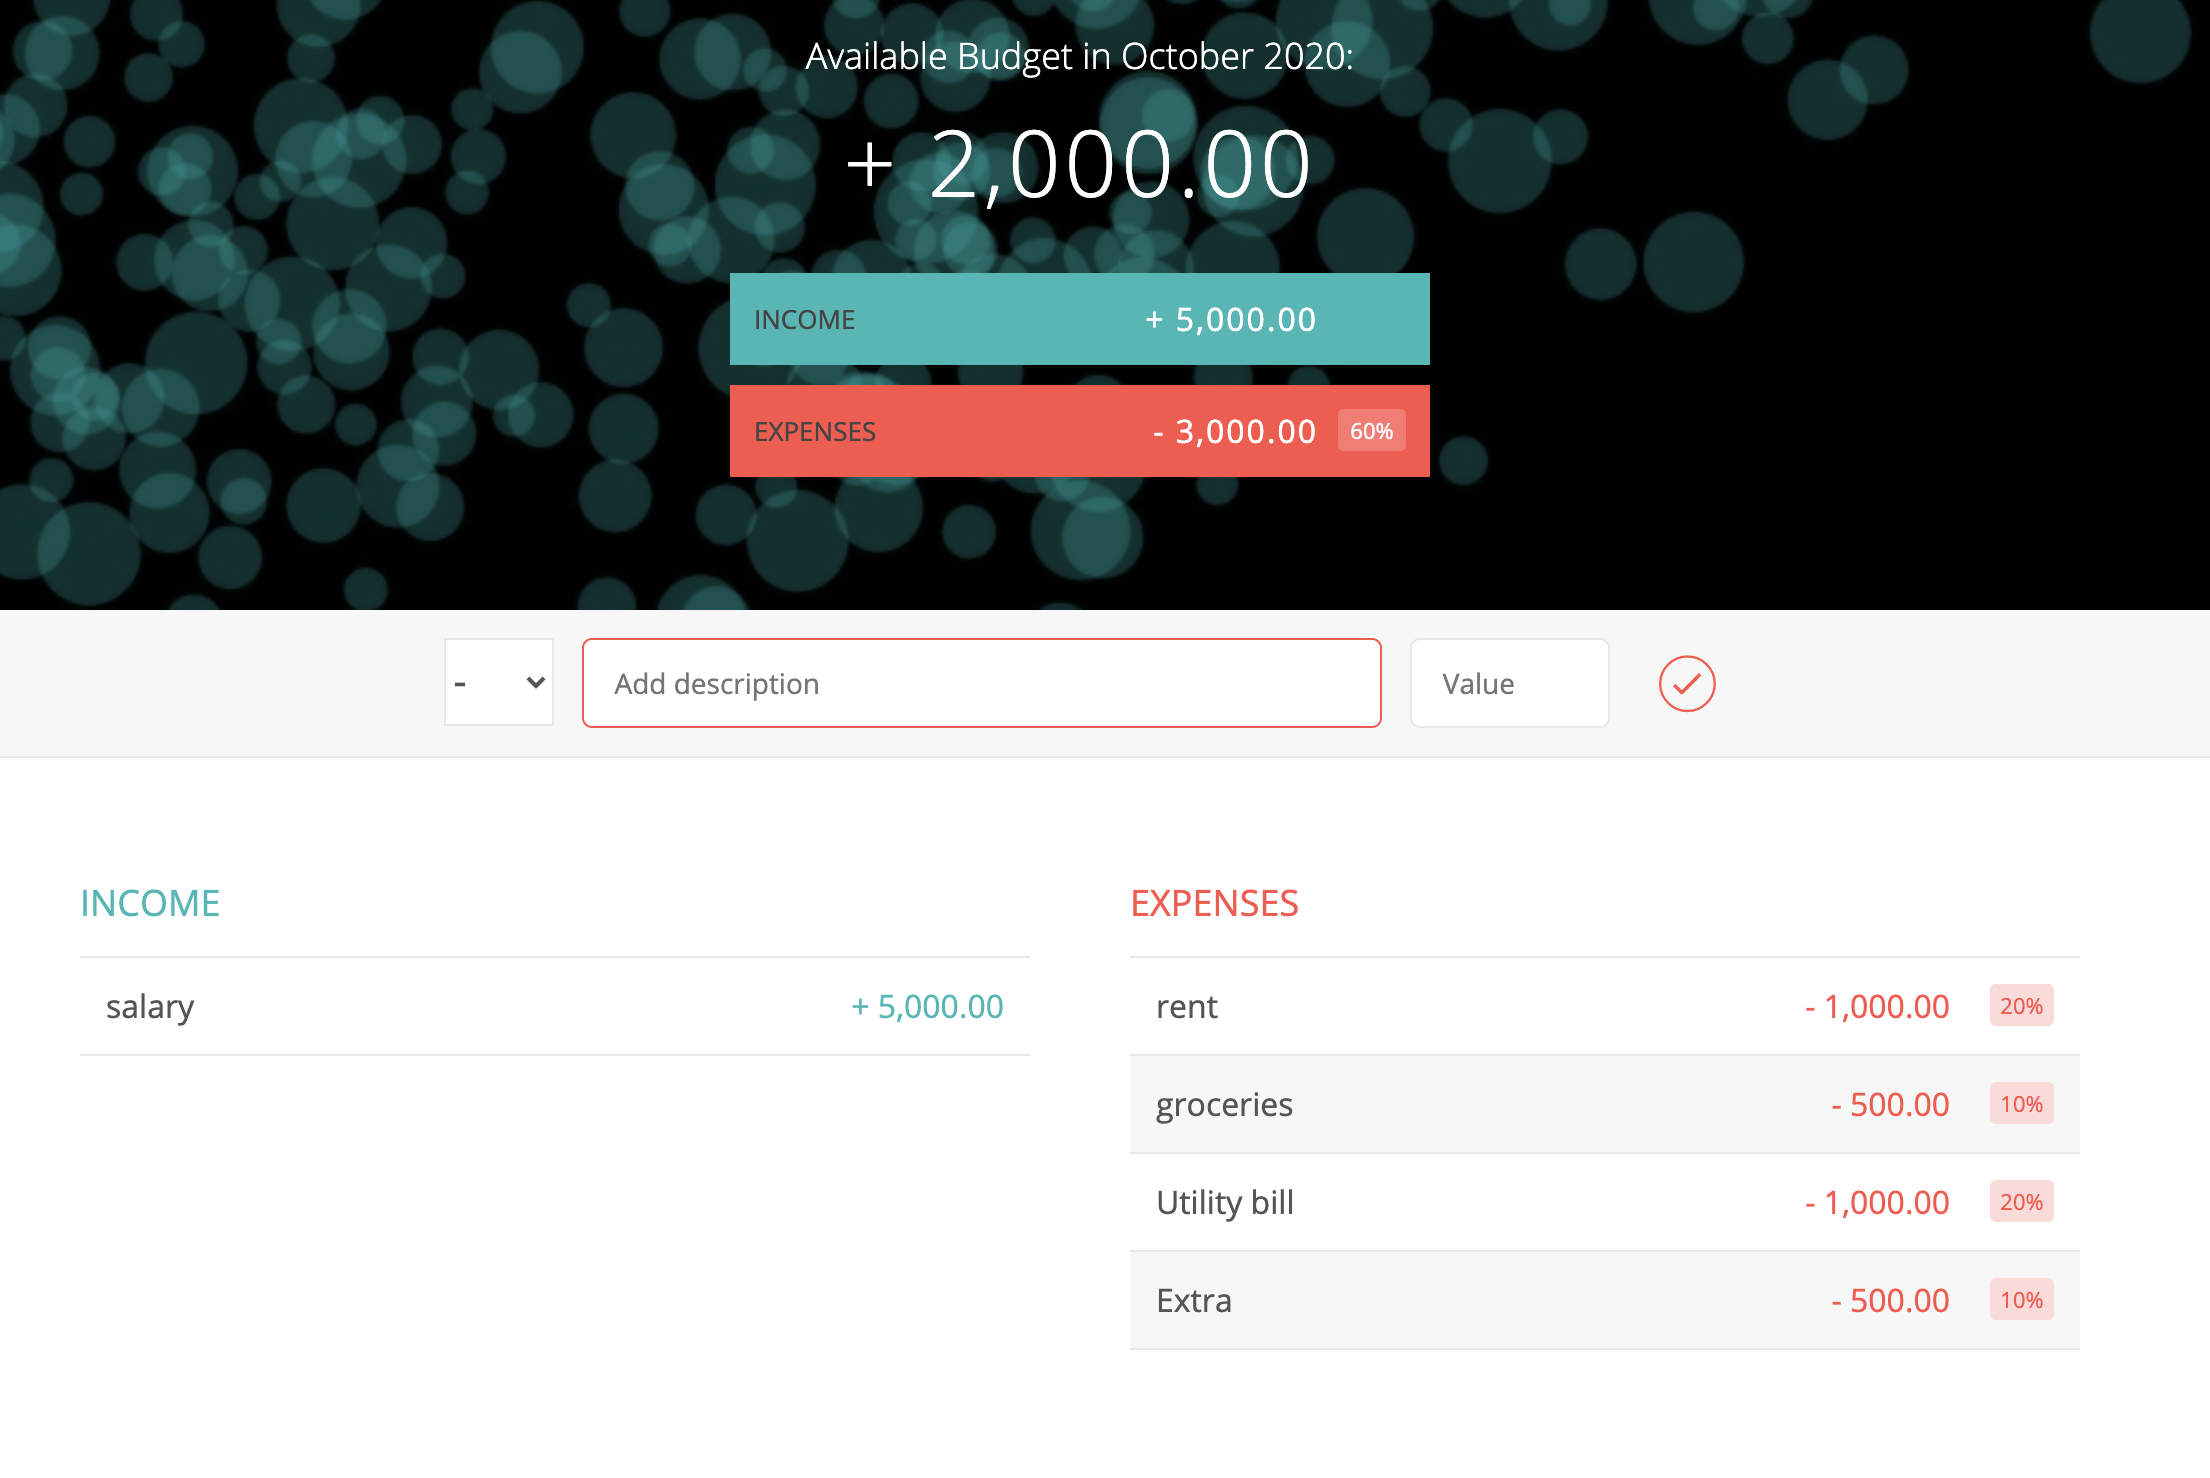 Available Budget in October 2020:
+ 2,000.00
INCOME + 5,000.00
EXPENSES - 3,000.00 60%
- Add description Value
INCOME
salary + 5,000.00
EXPENSES
rent - 1,000.00 20%
groceries - 500.00 10%
Utility bill - 1,000.00 20%
Extra - 500.00 10%